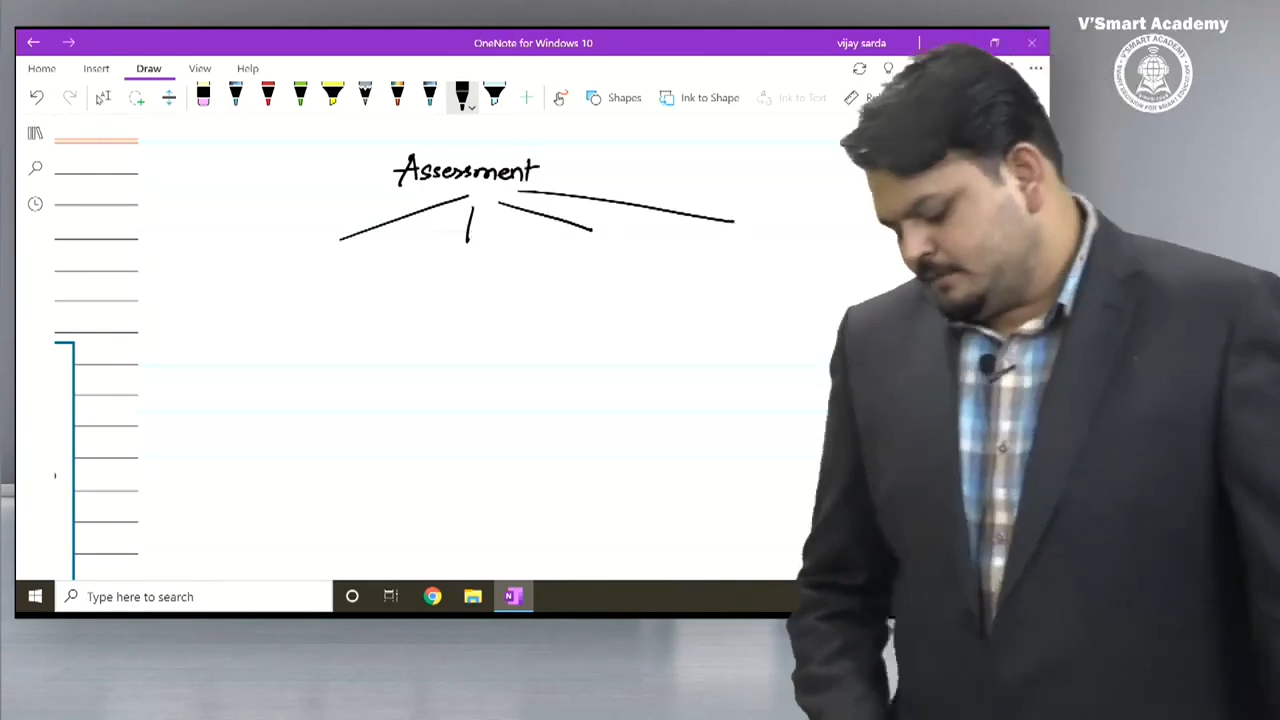 V'Smart Academy
OneNote for Windows 10
vijay sarda
Home Insert Draw View Help
Shapes Ink to Shape Ink to Text
Assessment
Type here to search